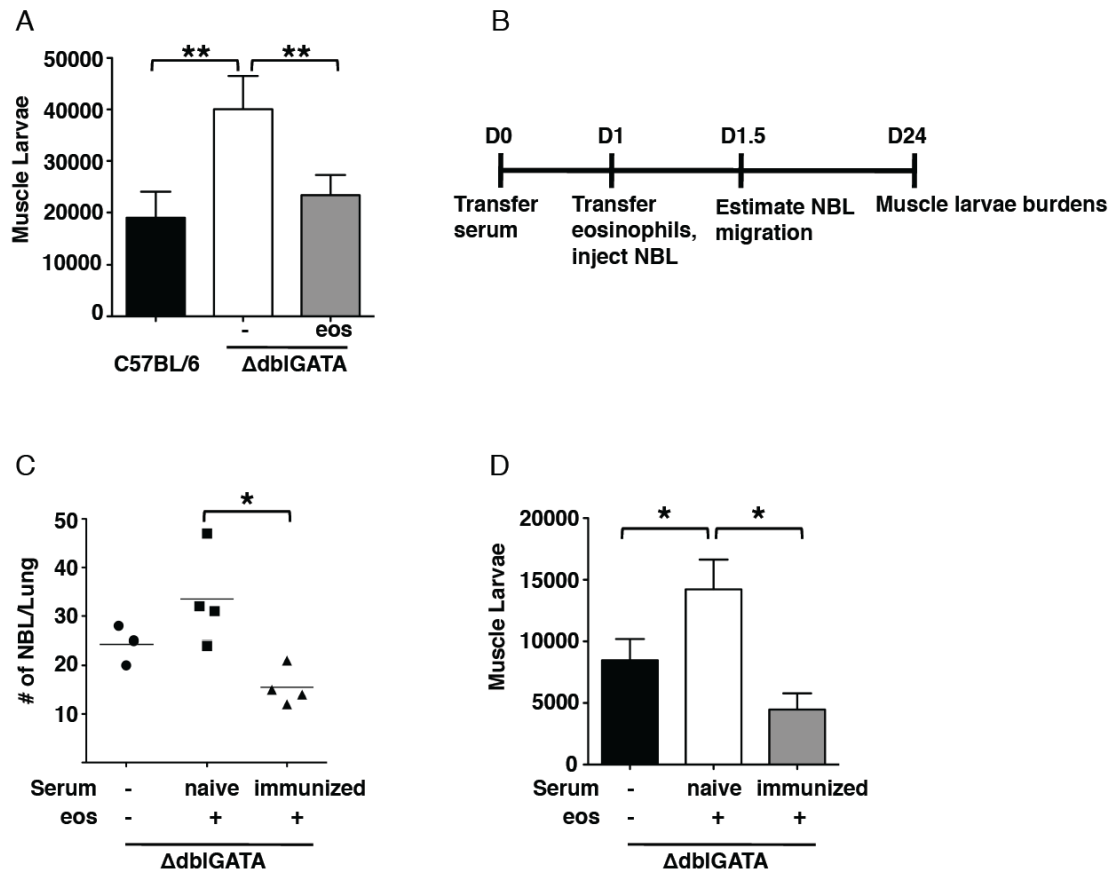 A
Muscle Larvae
50000
40000
30000
20000
10000
0
** **
- eos
C57BL/6 ΔdblGATA
B
D0 D1 D1.5 D24
Transfer serum
Transfer eosinophils, inject NBL
Estimate NBL migration
Muscle larvae burdens
C
# of NBL/Lung
50
40
30
20
10
*
Serum - naive immunized
eos - + +
ΔdblGATA
D
Muscle Larvae
20000
15000
10000
5000
0
* *
Serum - naive immunized
eos - + +
ΔdblGATA